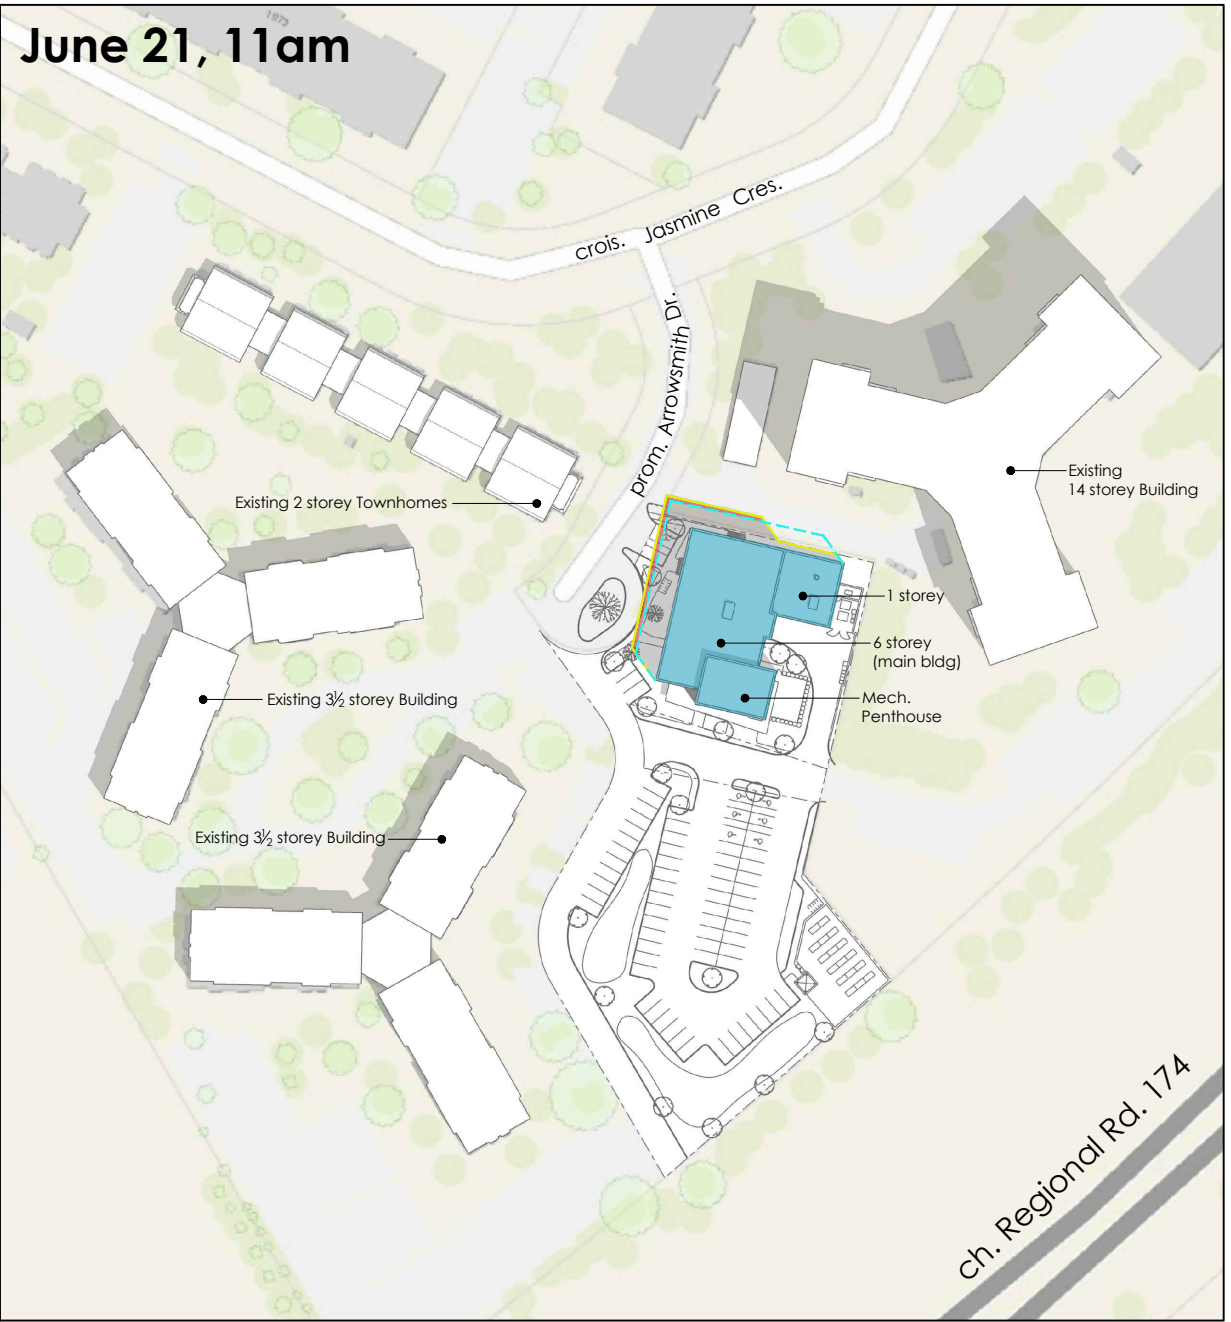 June 21, 11am
1973
crois. Jasmine Cres.
prom. Arrowsmith Dr.
Existing
14 storey Building
Existing 2 storey Townhomes
1 storey
6 storey
(main bldg)
Mech.
Penthouse
Existing 3½ storey Building
Existing 3½ storey Building
ch. Regional Rd. 174